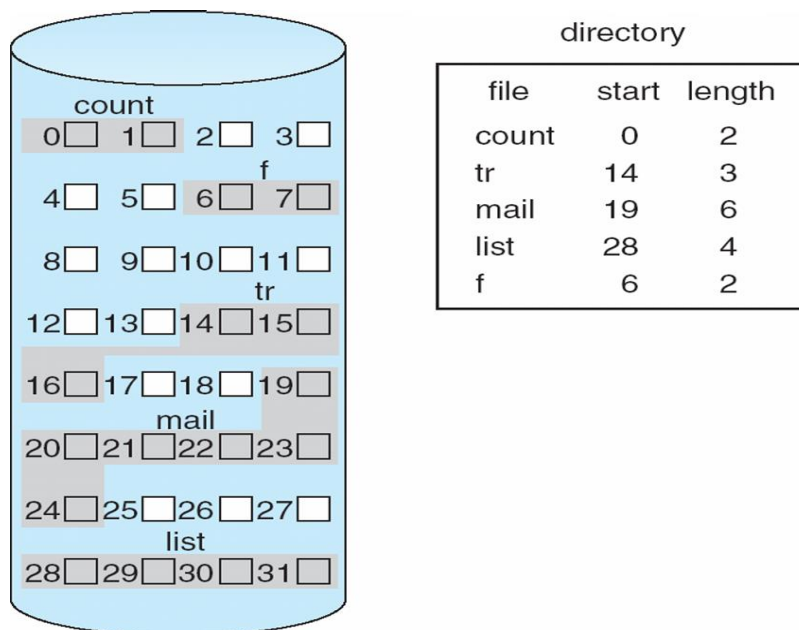 directory
file start length
count 0 2
tr 14 3
mail 19 6
list 28 4
f 6 2
count
0 1 2 3
f
4 5 6 7
8 9 10 11
tr
12 13 14 15
16 17 18 19
mail
20 21 22 23
24 25 26 27
list
28 29 30 31